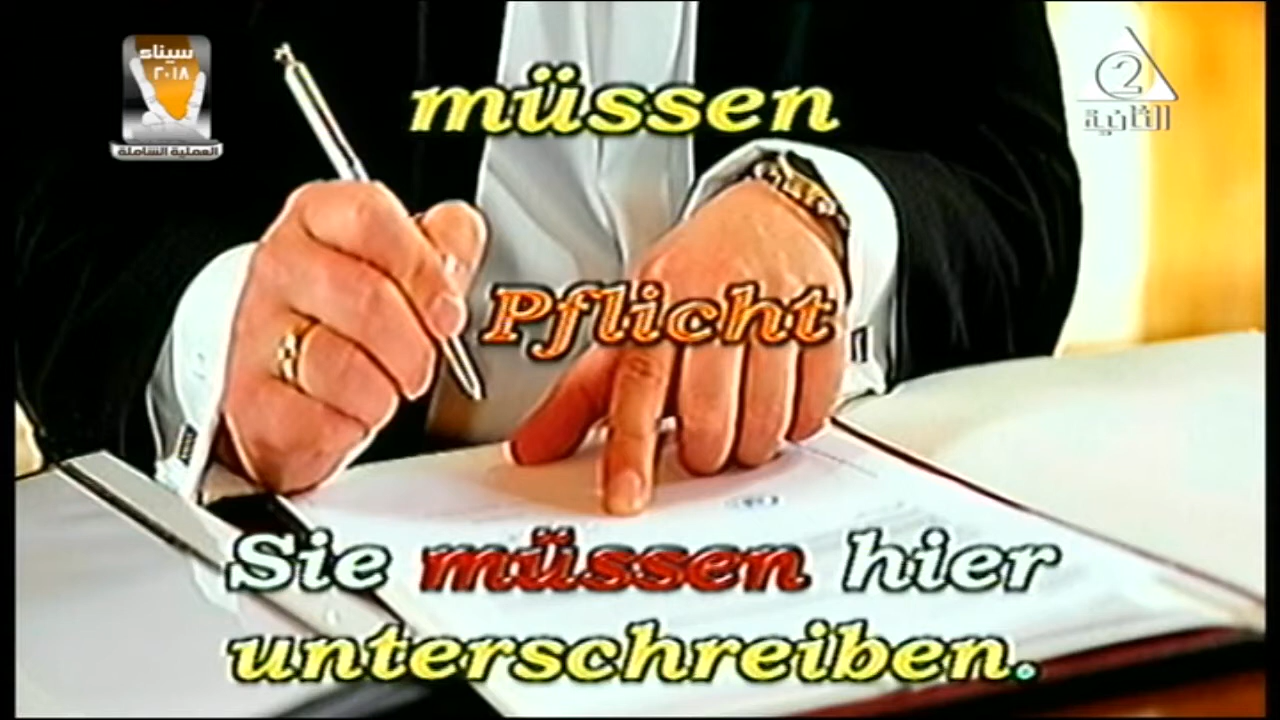 سيناء
٢٠١٨
العملية الشاملة
2
الثانية
müssen
Pflicht
Sie müssen hier
unterschreiben.